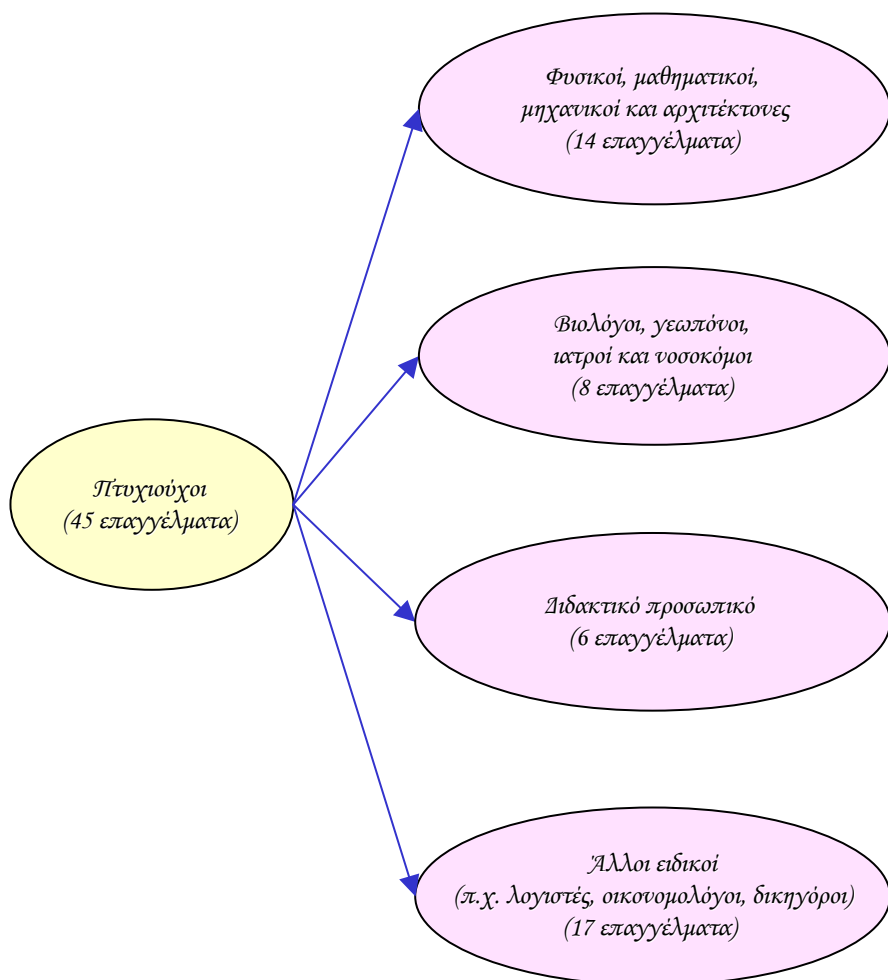 Φυσικοί, μαθηματικοί,
μηχανικοί και αρχιτέκτονες
(14 επαγγέλματα)
Βιολόγοι, γεωπόνοι,
ιατροί και νοσοκόμοι
(8 επαγγέλματα)
Πτυχιούχοι
(45 επαγγέλματα)
Διδακτικό προσωπικό
(6 επαγγέλματα)
Άλλοι ειδικοί
(π.χ. λογιστές, οικονομολόγοι, δικηγόροι)
(17 επαγγέλματα)